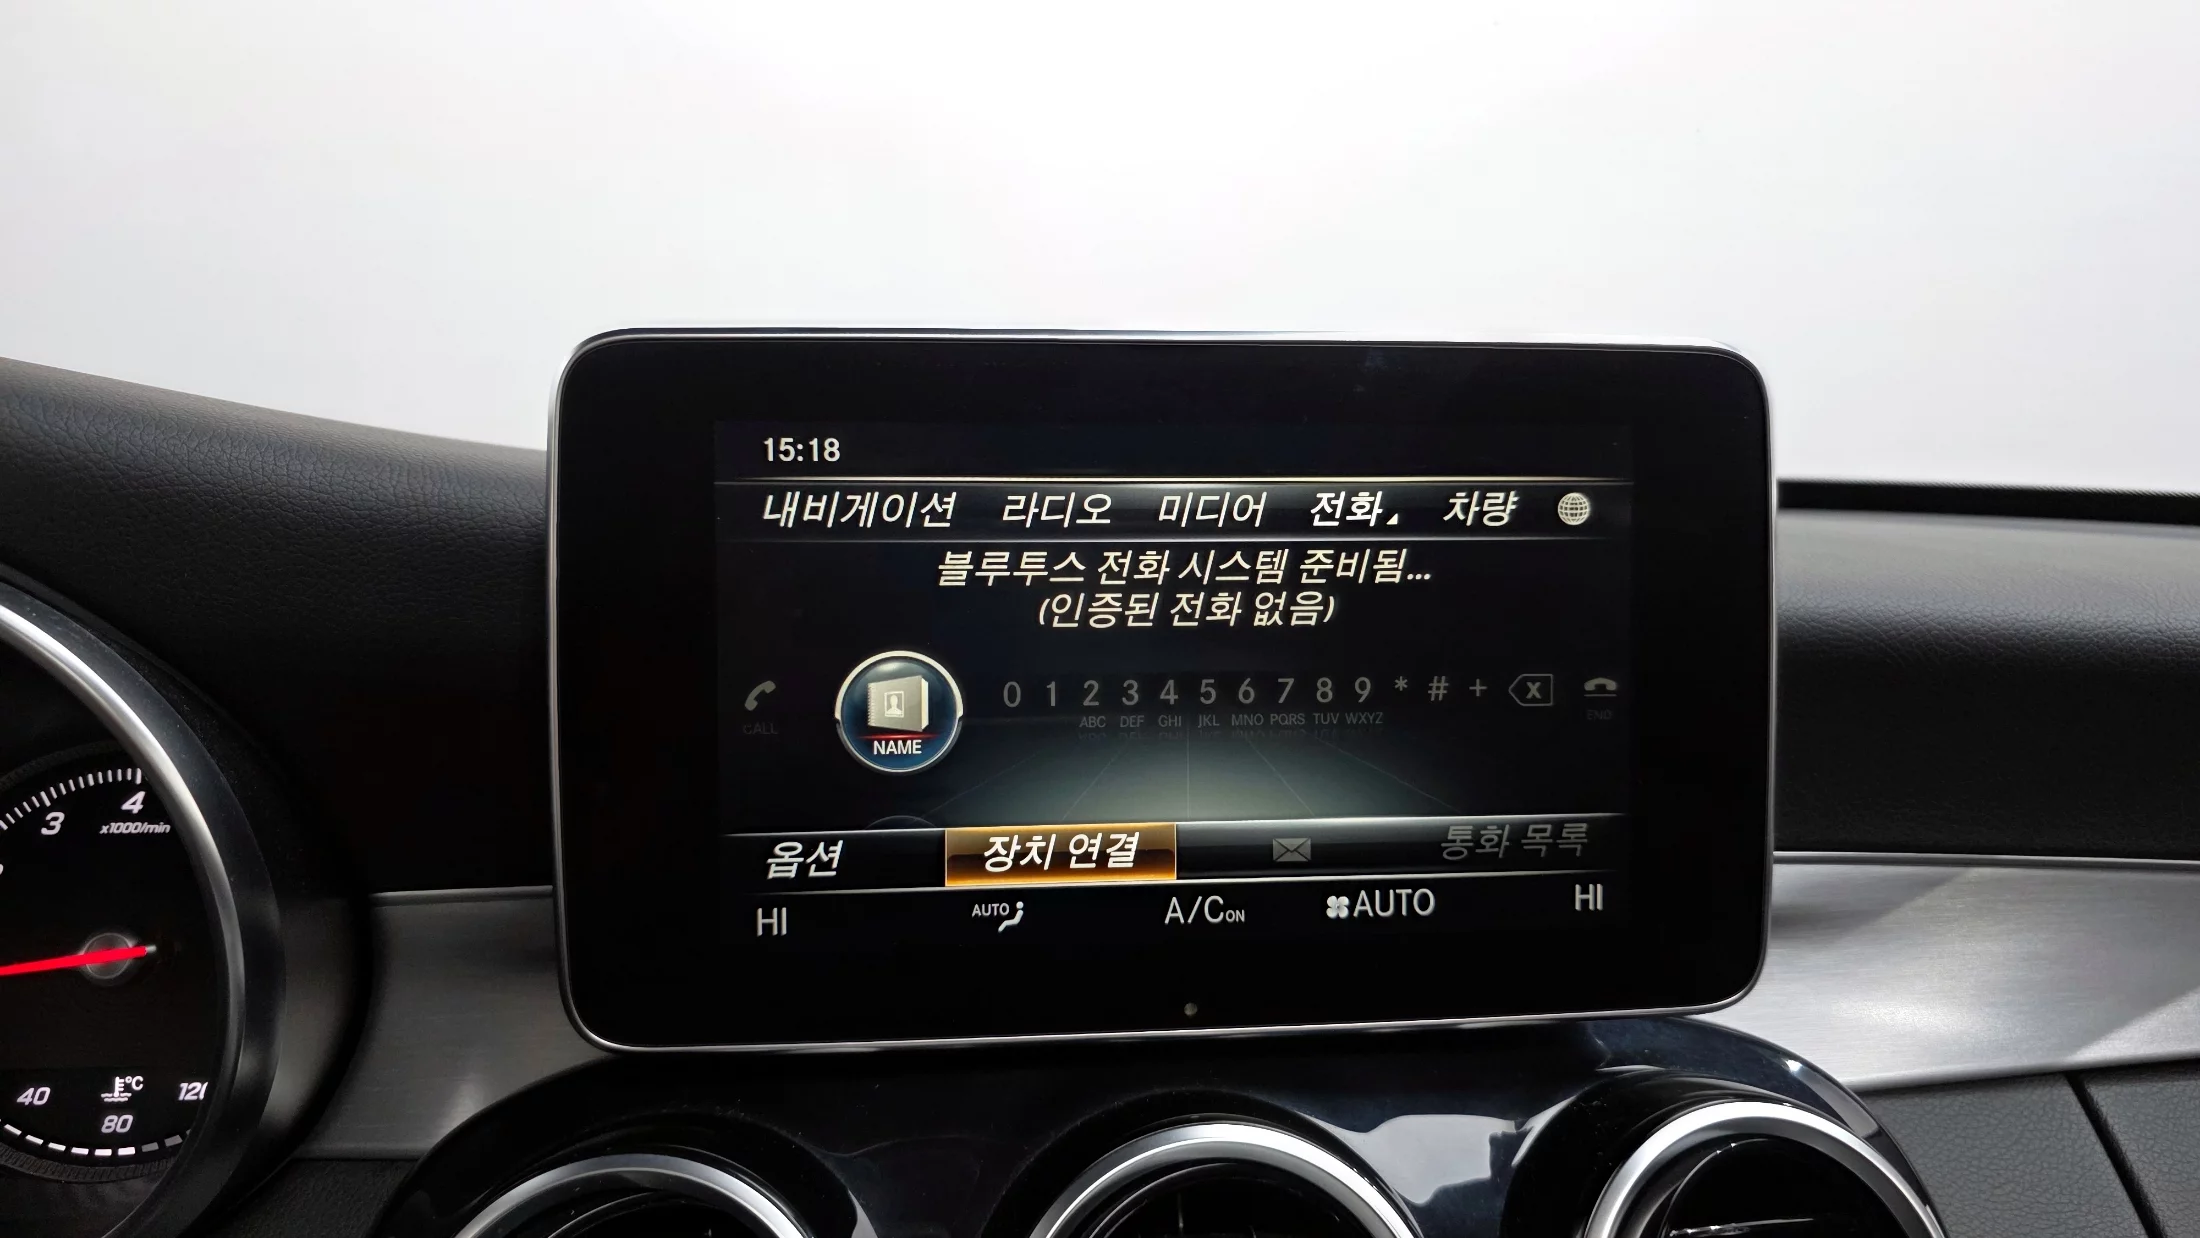 15:18
내비게이션 라디오 미디어 전화 차량
블루투스 전화 시스템 준비됨...
(인증된 전화 없음)
CALL
NAME
0 1 2 3 4 5 6 7 8 9 * # + X
ABC DEF GHI JKL MNO PQRS TUV WXYZ
END
옵션 장치 연결 통화 목록
HI AUTO A/C ON AUTO HI
3 4
x1000/min
40 °C 120
80